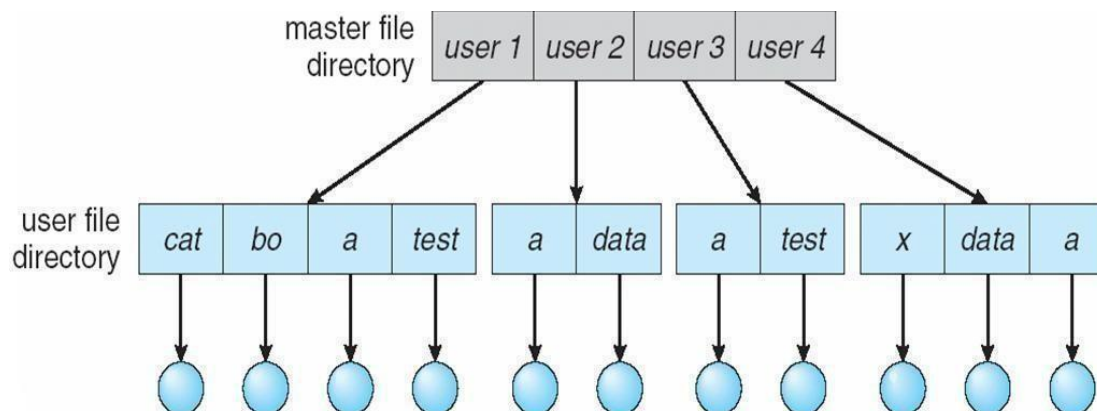 master file
directory
user 1 user 2 user 3 user 4
user file
directory
cat bo a test a data a test x data a